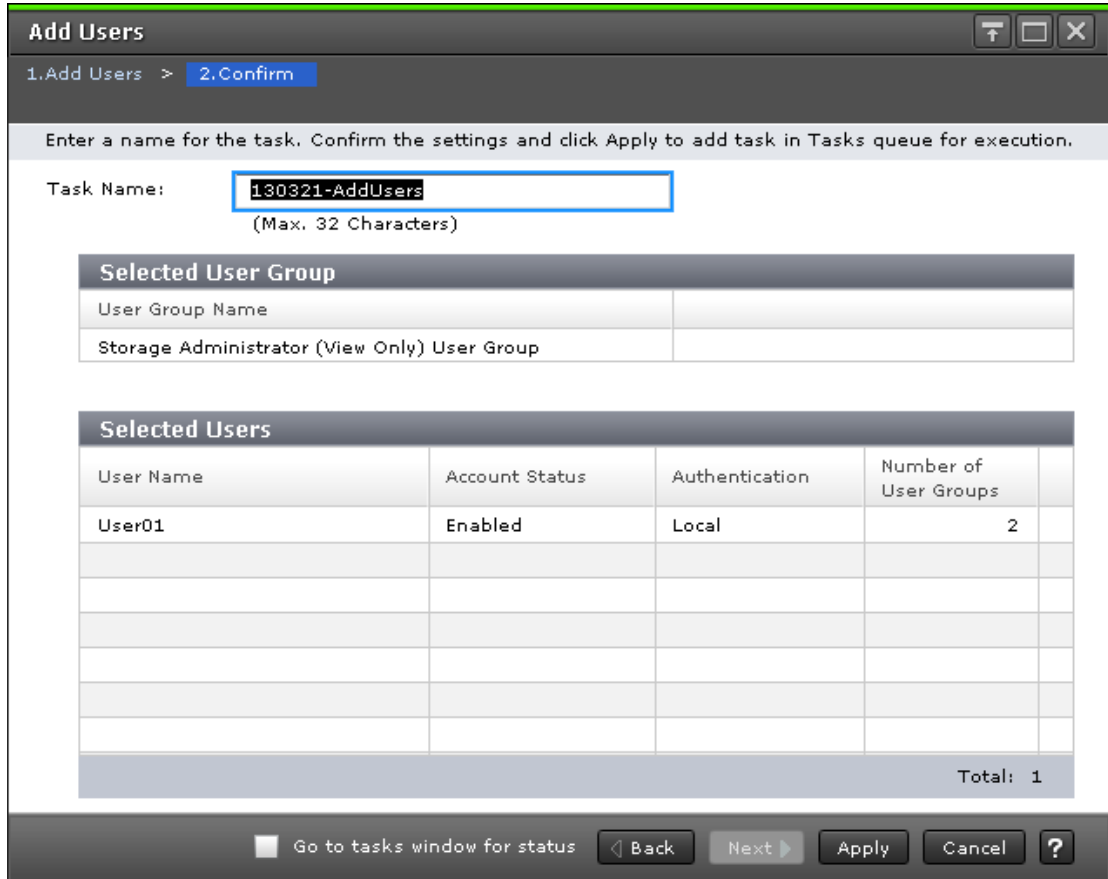 Add Users
1.Add Users > 2.Confirm
Enter a name for the task. Confirm the settings and click Apply to add task in Tasks queue for execution.
Task Name: 130321-AddUsers
(Max. 32 Characters)
Selected User Group
User Group Name
Storage Administrator (View Only) User Group
Selected Users
User Name Account Status Authentication Number of
User Groups
User01 Enabled Local 2
Total: 1
Go to tasks window for status Back Next Apply Cancel ?